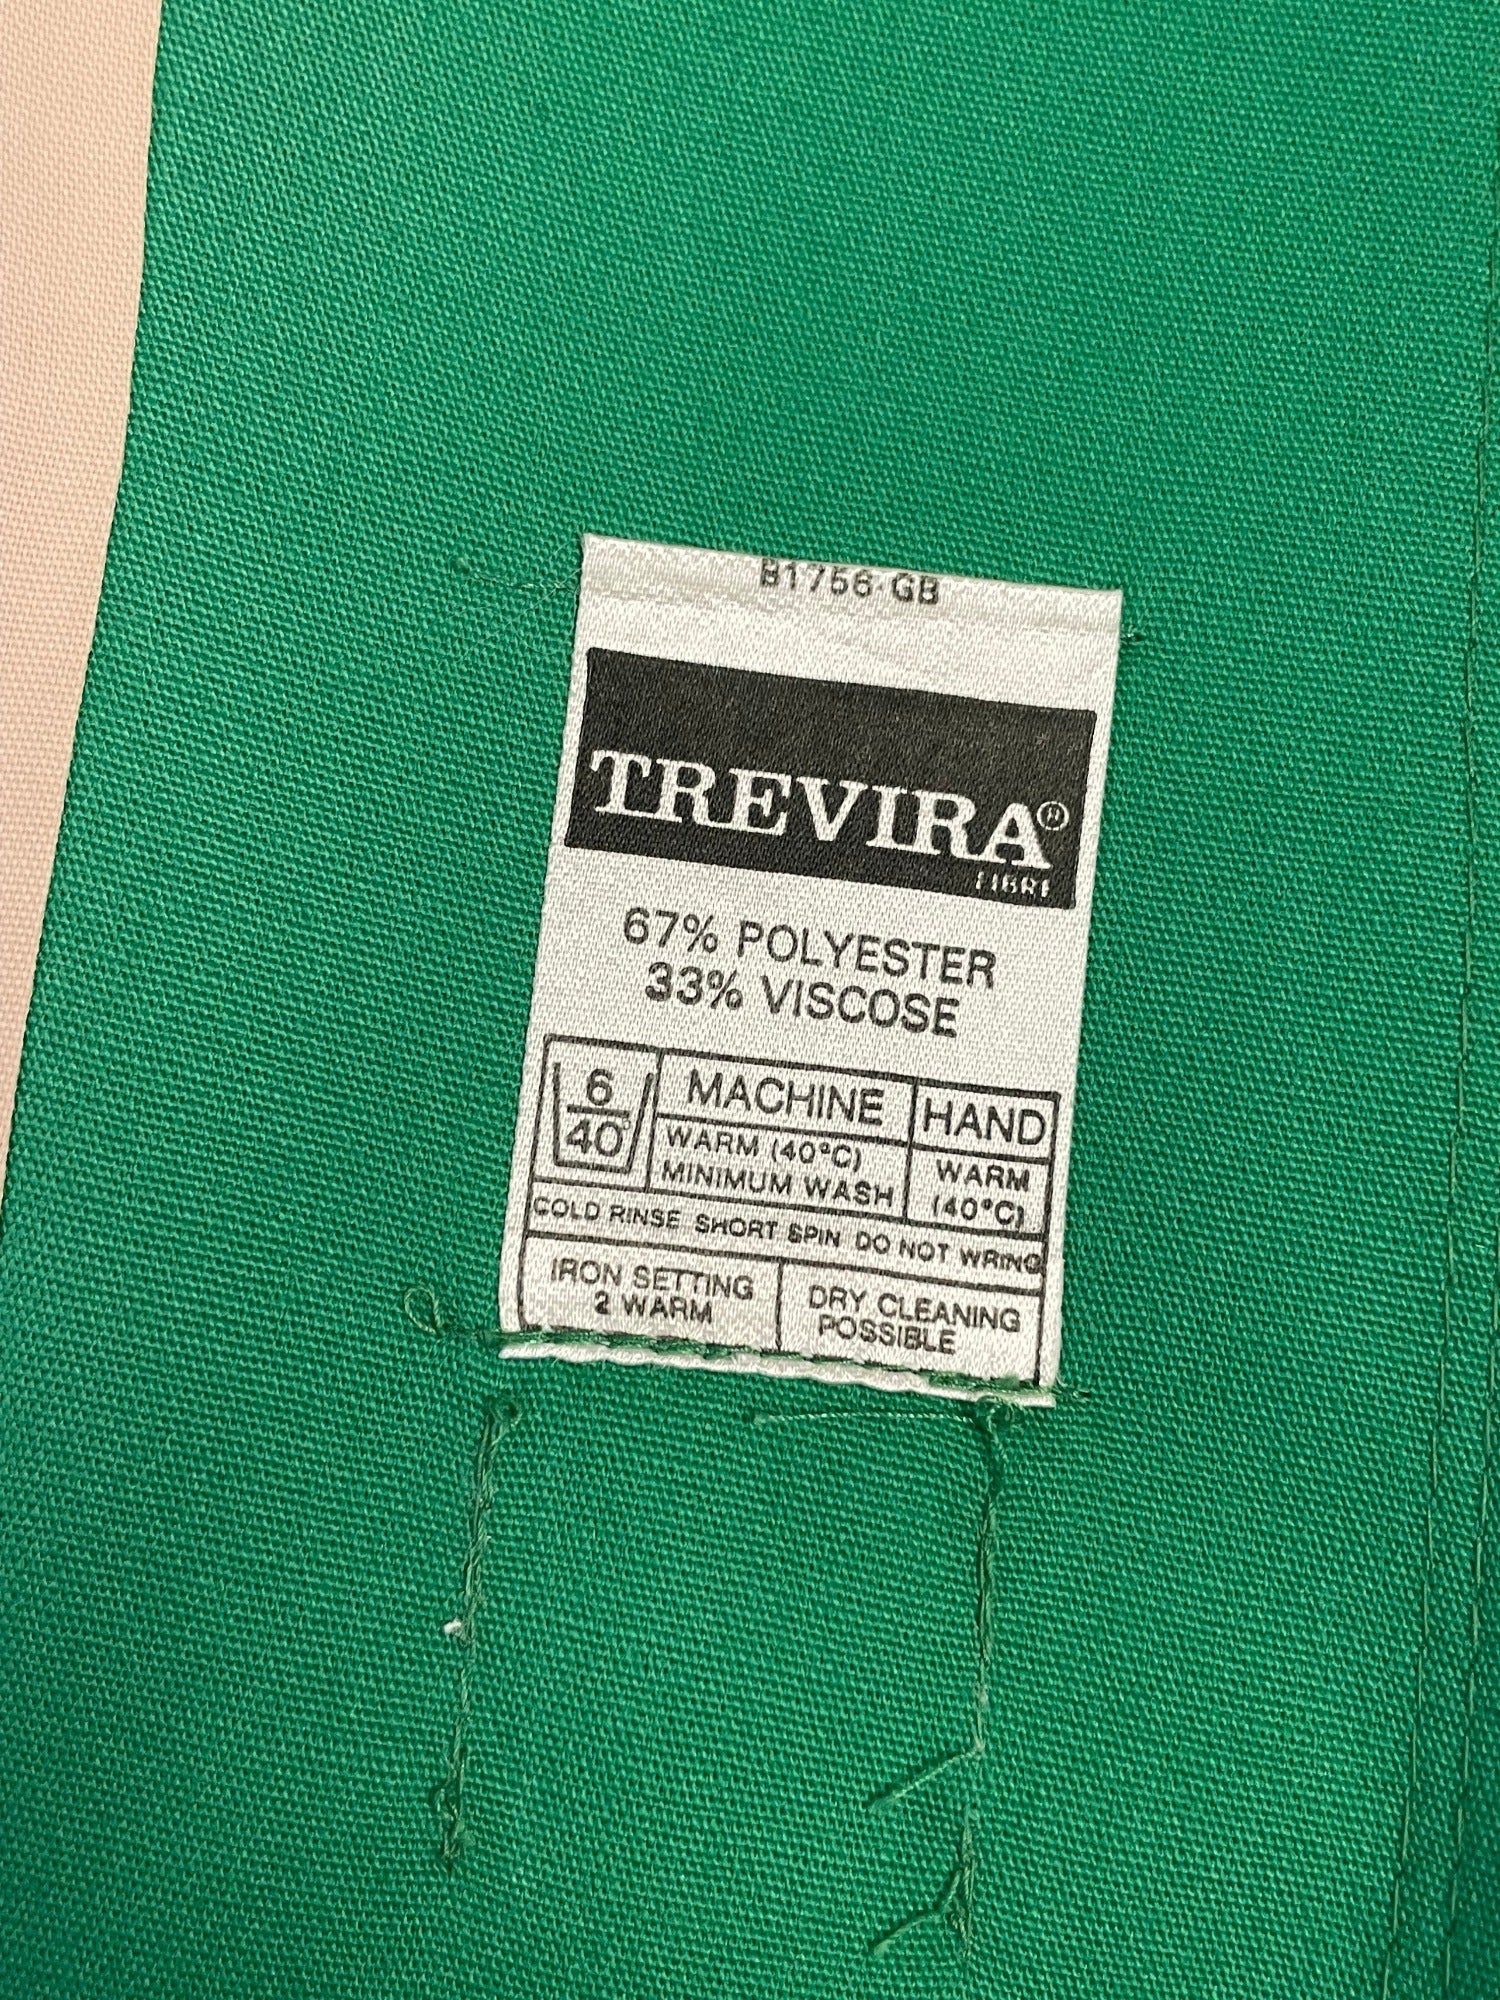 B1756 GB
TREVIRA®
FIBRE
67% POLYESTER
33% VISCOSE
6
40°
MACHINE
WARM (40°C)
MINIMUM WASH
HAND
WARM
(40°C)
COLD RINSE SHORT SPIN DO NOT WRING
IRON SETTING
2 WARM
DRY CLEANING
POSSIBLE